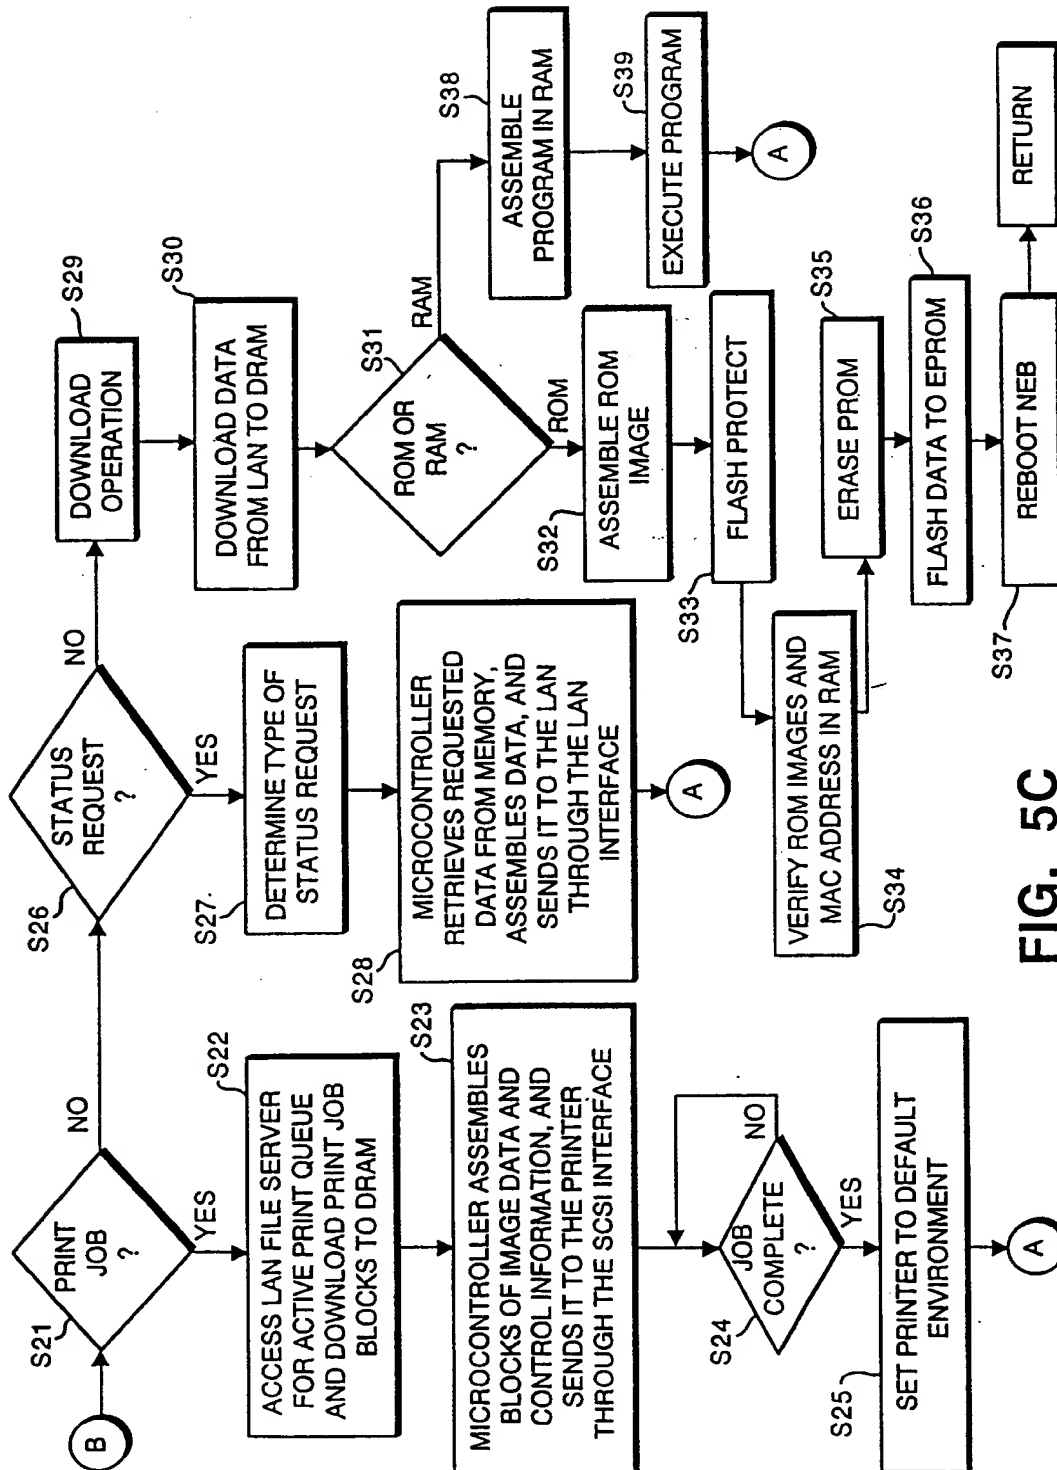 B
S21
PRINT
JOB
?
NO
YES
S22
ACCESS LAN FILE SERVER
FOR ACTIVE PRINT QUEUE
AND DOWNLOAD PRINT JOB
BLOCKS TO DRAM
S23
MICROCONTROLLER ASSEMBLES
BLOCKS OF IMAGE DATA AND
CONTROL INFORMATION, AND
SENDS IT TO THE PRINTER
THROUGH THE SCSI INTERFACE
S24
JOB
COMPLETE
?
NO
YES
S25
SET PRINTER TO DEFAULT
ENVIRONMENT
A
S26
STATUS
REQUEST
?
NO
YES
S27
DETERMINE TYPE OF
STATUS REQUEST
S28
MICROCONTROLLER
RETRIEVES REQUESTED
DATA FROM MEMORY,
ASSEMBLES DATA, AND
SENDS IT TO THE LAN
THROUGH THE LAN
INTERFACE
A
S29
DOWNLOAD
OPERATION
S30
DOWNLOAD DATA
FROM LAN TO DRAM
S31
ROM OR
RAM
?
RAM
ROM
S32
ASSEMBLE ROM
IMAGE
S33
FLASH PROTECT
VERIFY ROM IMAGES AND
MAC ADDRESS IN RAM
S34
S35
ERASE PROM
S36
FLASH DATA TO EPROM
S37
REBOOT NEB
RETURN
S38
ASSEMBLE
PROGRAM IN RAM
S39
EXECUTE PROGRAM
A
FIG. 5C